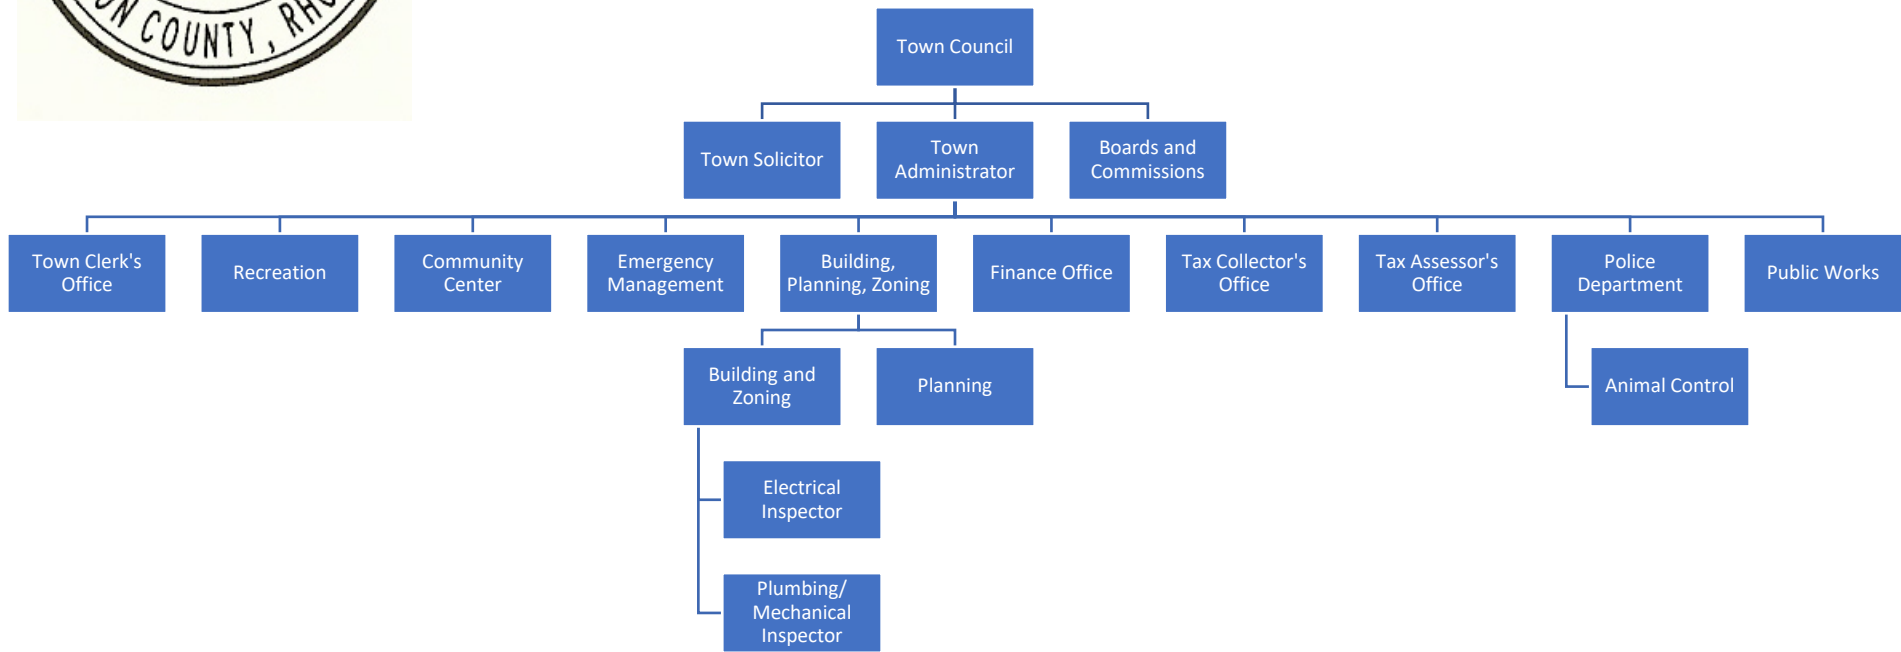 COUNTY,
Town Council
Town Solicitor
Town
Administrator
Boards and
Commissions
Town Clerk's
Office
Recreation
Community
Center
Emergency
Management
Building,
Planning, Zoning
Finance Office
Tax Collector's
Office
Tax Assessor's
Office
Police
Department
Public Works
Building and
Zoning
Planning
Animal Control
Electrical
Inspector
Plumbing/
Mechanical
Inspector